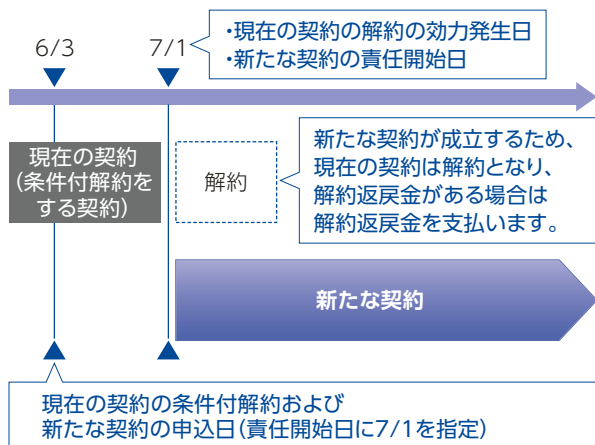 6/3
7/1
・現在の契約の解約の効力発生日
・新たな契約の責任開始日
現在の契約
(条件付解約を
する契約)
解約
新たな契約が成立するため、
現在の契約は解約となり、
解約返戻金がある場合は
解約返戻金を支払います。
新たな契約
現在の契約の条件付解約および
新たな契約の申込日(責任開始日に7/1を指定)